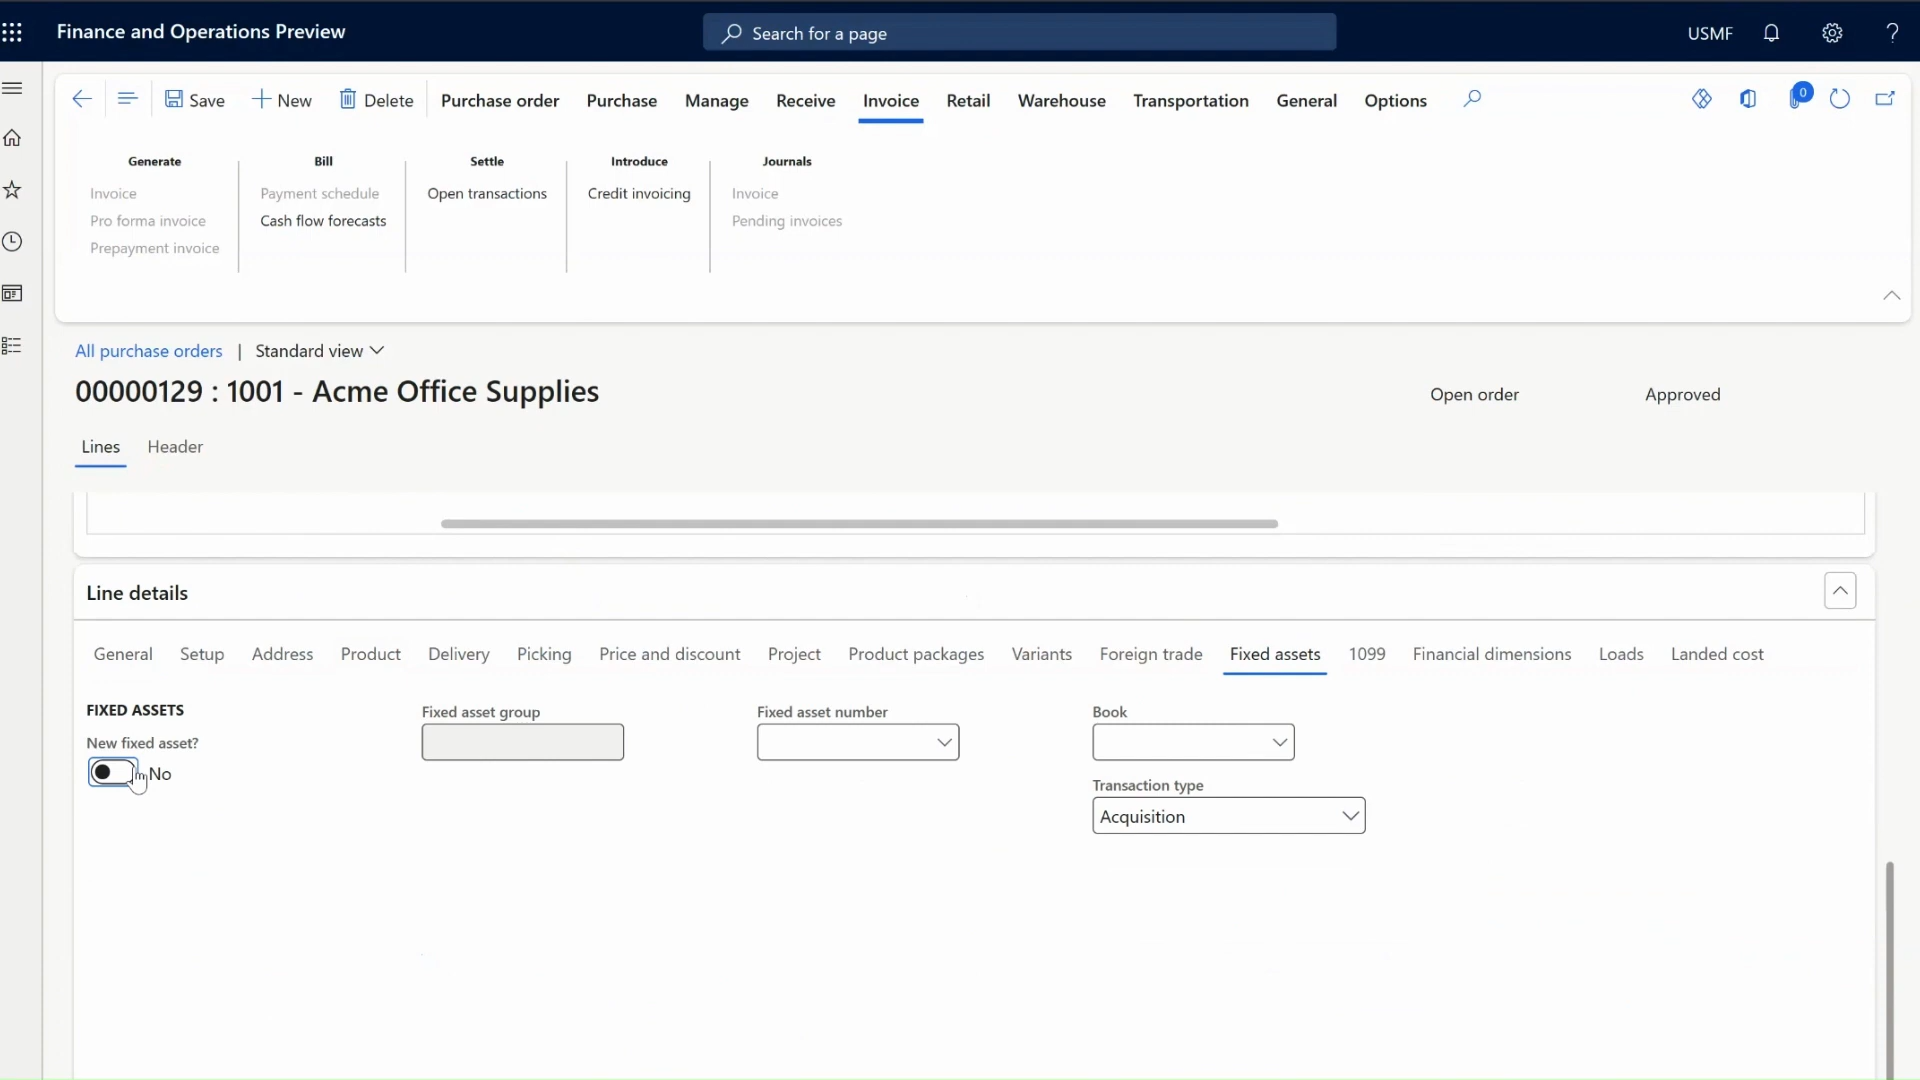 Finance and Operations Preview
Search for a page
USMF
Save
New
Delete
Purchase order
Purchase
Manage
Receive
Invoice
Retail
Warehouse
Transportation
General
Options
0
Generate
Invoice
Pro forma invoice
Prepayment invoice
Bill
Payment schedule
Cash flow forecasts
Settle
Open transactions
Introduce
Credit invoicing
Journals
Invoice
Pending invoices
All purchase orders | Standard view
00000129 : 1001 - Acme Office Supplies
Open order
Approved
Lines
Header
Line details
General
Setup
Address
Product
Delivery
Picking
Price and discount
Project
Product packages
Variants
Foreign trade
Fixed assets
1099
Financial dimensions
Loads
Landed cost
FIXED ASSETS
New fixed asset?
No
Fixed asset group
Fixed asset number
Book
Transaction type
Acquisition